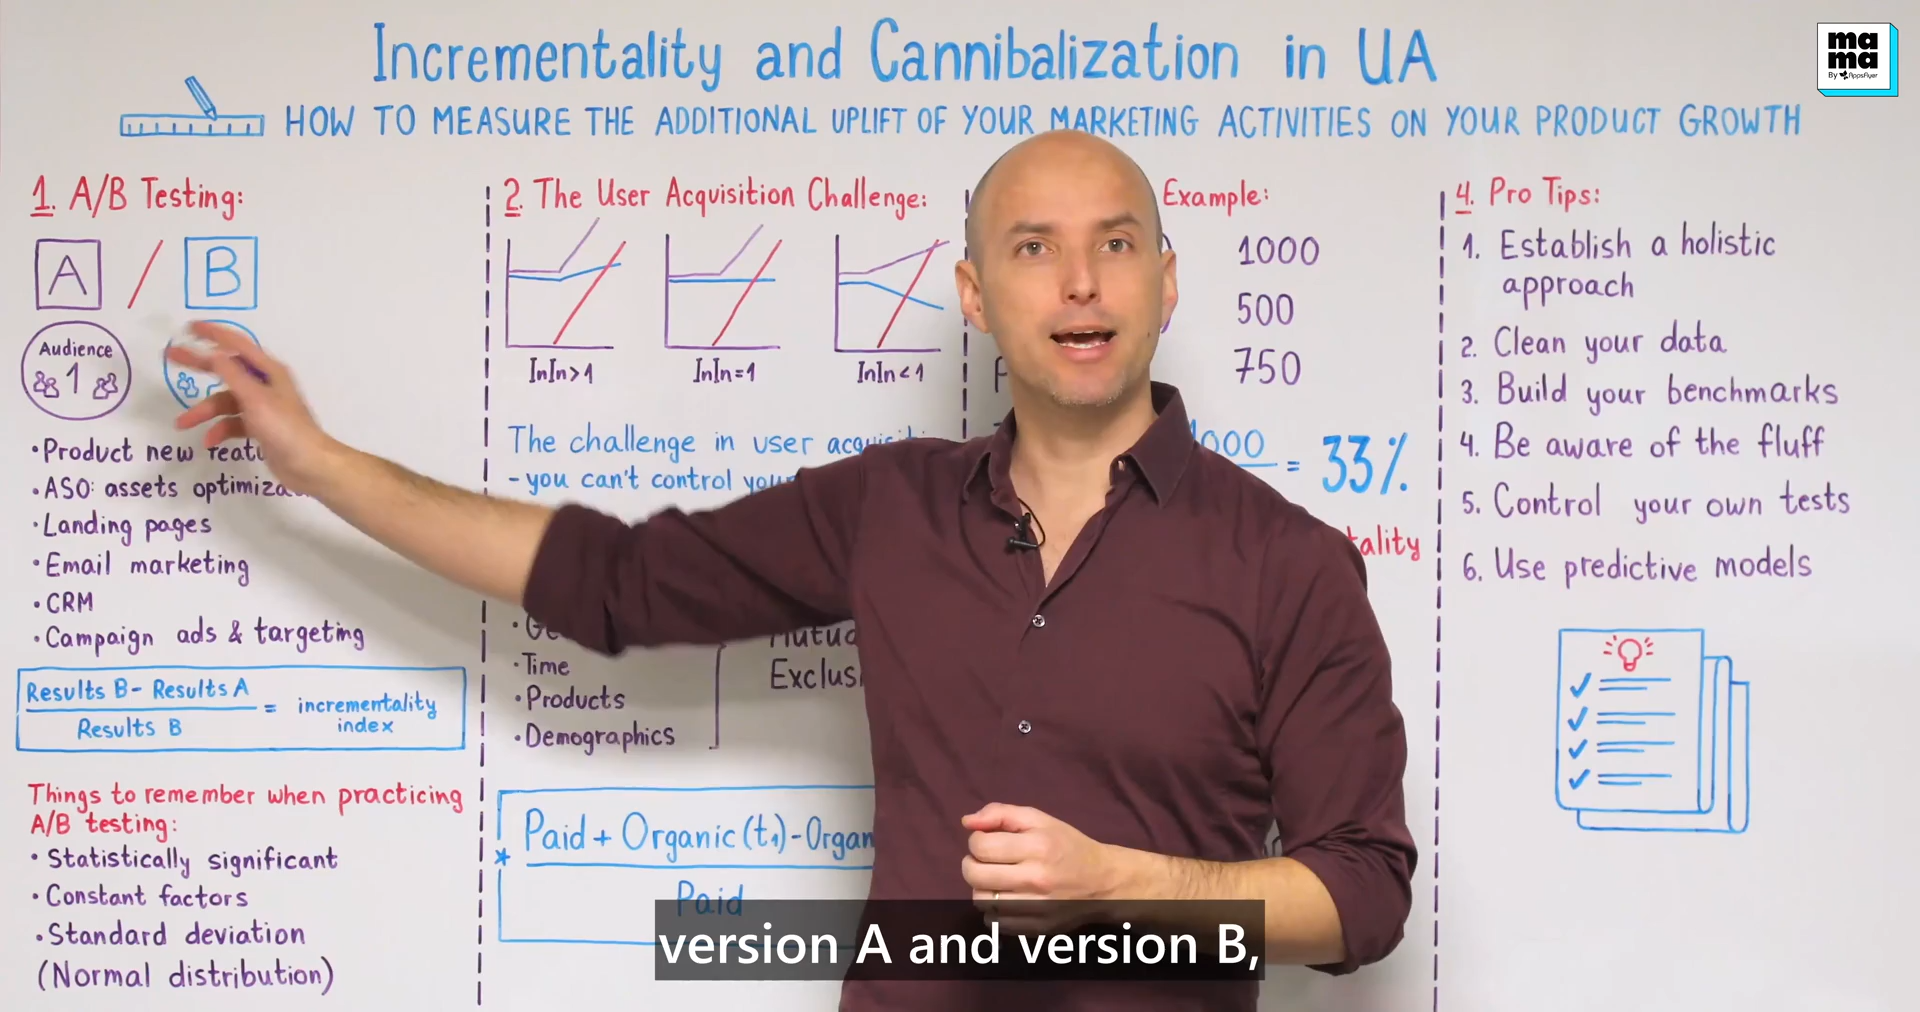 Incrementality and Cannibalization in UA
HOW TO MEASURE THE ADDITIONAL UPLIFT OF YOUR MARKETING ACTIVITIES ON YOUR PRODUCT GROWTH
ma
ma
By AppsFlyer
1. A/B Testing:
A / B
Audience
1
• Product new
• ASO: assets
• Landing pages
• Email marketing
• CRM
• Campaign ads & targeting
Results B - Results A
Results B
= incrementality
index
Things to remember when practicing
A/B testing:
• Statistically significant
• Constant factors
• Standard deviation
(Normal distribution)
2. The User Acquisition Challenge:
InIn>1
InIn=1
InIn<1
The challenge in user
- you can't control
• Time
• Products
• Demographics
* Paid + Organic (t₁) -
Paid
Example:
1000
500
750
= 33%
4. Pro Tips:
1. Establish a holistic
approach
2. Clean your data
3. Build your benchmarks
4. Be aware of the fluff
5. Control your own tests
6. Use predictive models
version A and version B,